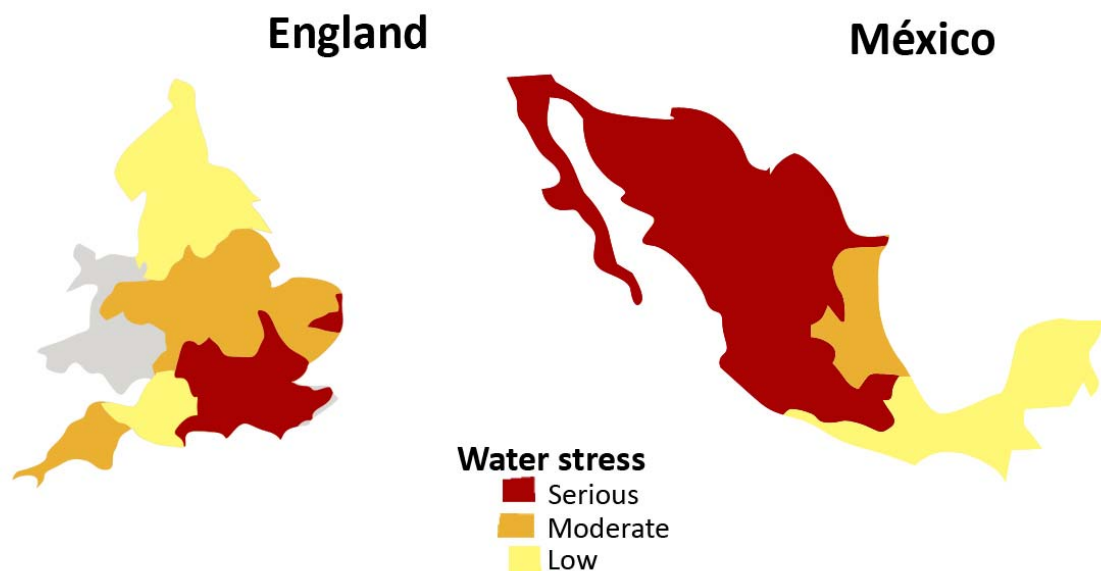 England
México
Water stress
Serious
Moderate
Low